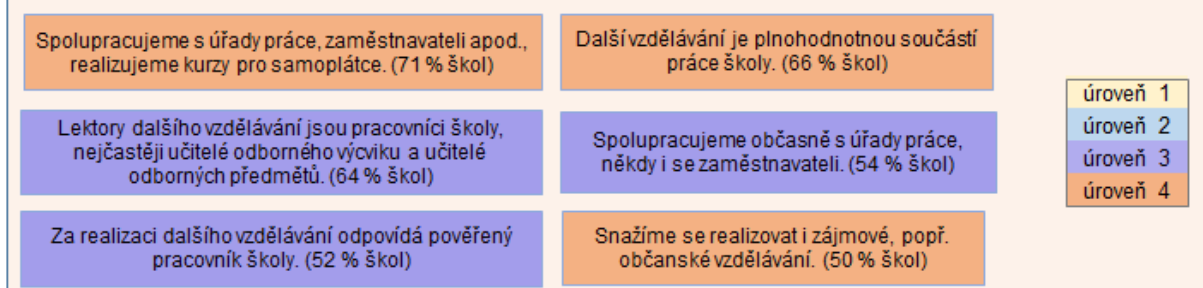 Spolupracujeme s úřady práce, zaměstnavateli apod.,
realizujeme kurzy pro samoplátce. (71 % škol)
Další vzdělávání je plnohodnotnou součástí
práce školy. (66 % škol)
Lektory dalšího vzdělávání jsou pracovníci školy,
nejčastěji učitelé odborného výcviku a učitelé
odborných předmětů. (64 % škol)
Spolupracujeme občasně s úřady práce,
někdy i se zaměstnavateli. (54 % škol)
Za realizaci dalšího vzdělávání odpovídá pověřený
pracovník školy. (52 % škol)
Snažíme se realizovat i zájmové, popř.
občanské vzdělávání. (50 % škol)
úroveň 1
úroveň 2
úroveň 3
úroveň 4